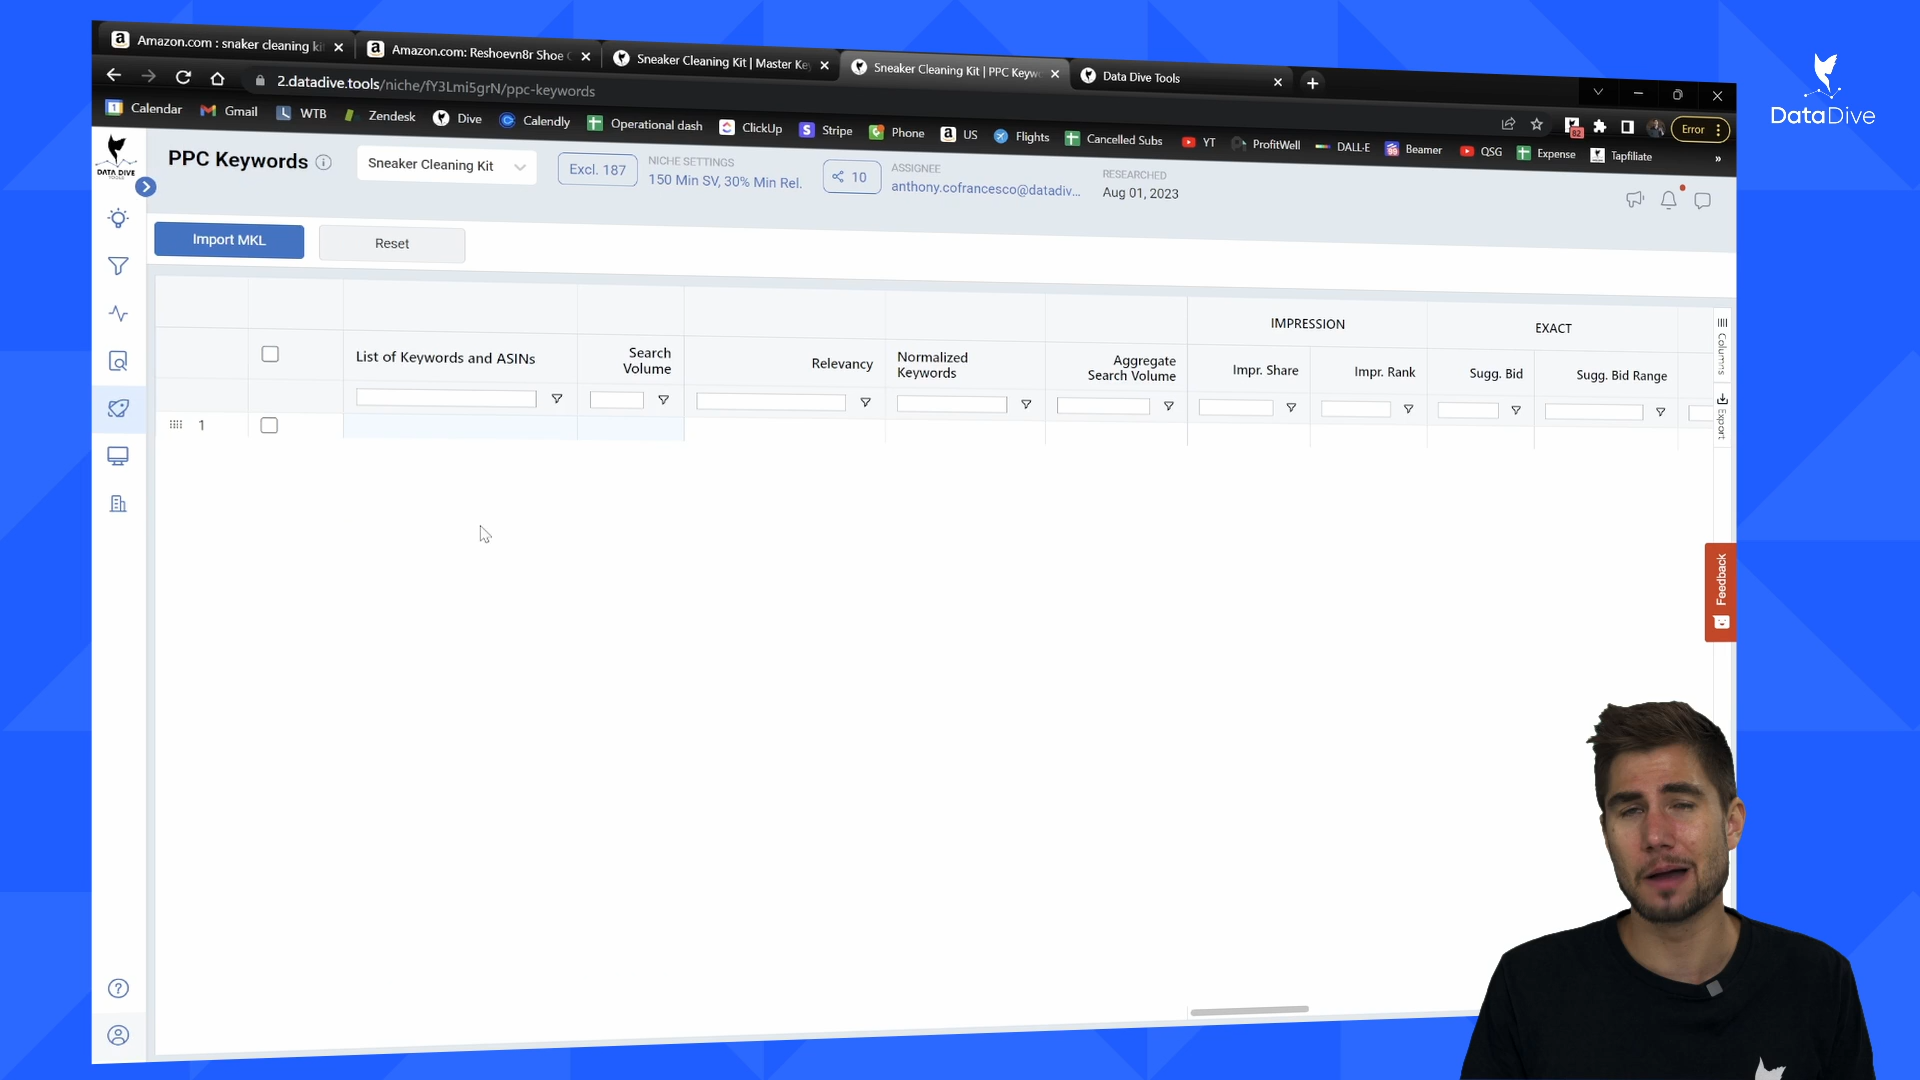 Amazon.com : snaker cleaning ki
Amazon.com: Reshoevn8r Shoe C
Sneaker Cleaning Kit | Master Ke
Sneaker Cleaning Kit | PPC Keyw
Data Dive Tools
2.datadive.tools/niche/fY3Lmi5grN/ppc-keywords
Calendar
Gmail
WTB
Zendesk
Dive
Calendly
Operational dash
ClickUp
Stripe
Phone
US
Flights
Cancelled Subs
YT
ProfitWell
DALL·E
Beamer
QSG
Expense
Tapfiliate
82
Error
DataDive
DATA DIVE
TOOLS
PPC Keywords
Sneaker Cleaning Kit
Excl. 187
NICHE SETTINGS
150 Min SV, 30% Min Rel.
10
ASSIGNEE
anthony.cofrancesco@datadiv...
RESEARCHED
Aug 01, 2023
Import MKL
Reset
IMPRESSION
EXACT
List of Keywords and ASINs
Search
Volume
Relevancy
Normalized
Keywords
Aggregate
Search Volume
Impr. Share
Impr. Rank
Sugg. Bid
Sugg. Bid Range
1
Columns
Export
Feedback